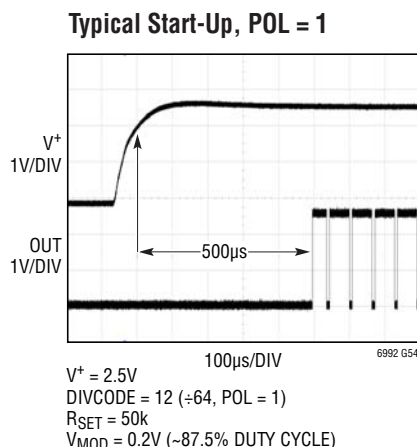 Typical Start-Up, POL = 1
V+
1V/DIV
OUT
1V/DIV
500µs
100µs/DIV
6992 G54
V+ = 2.5V
DIVCODE = 12 (÷64, POL = 1)
RSET = 50k
VMOD = 0.2V (~87.5% DUTY CYCLE)